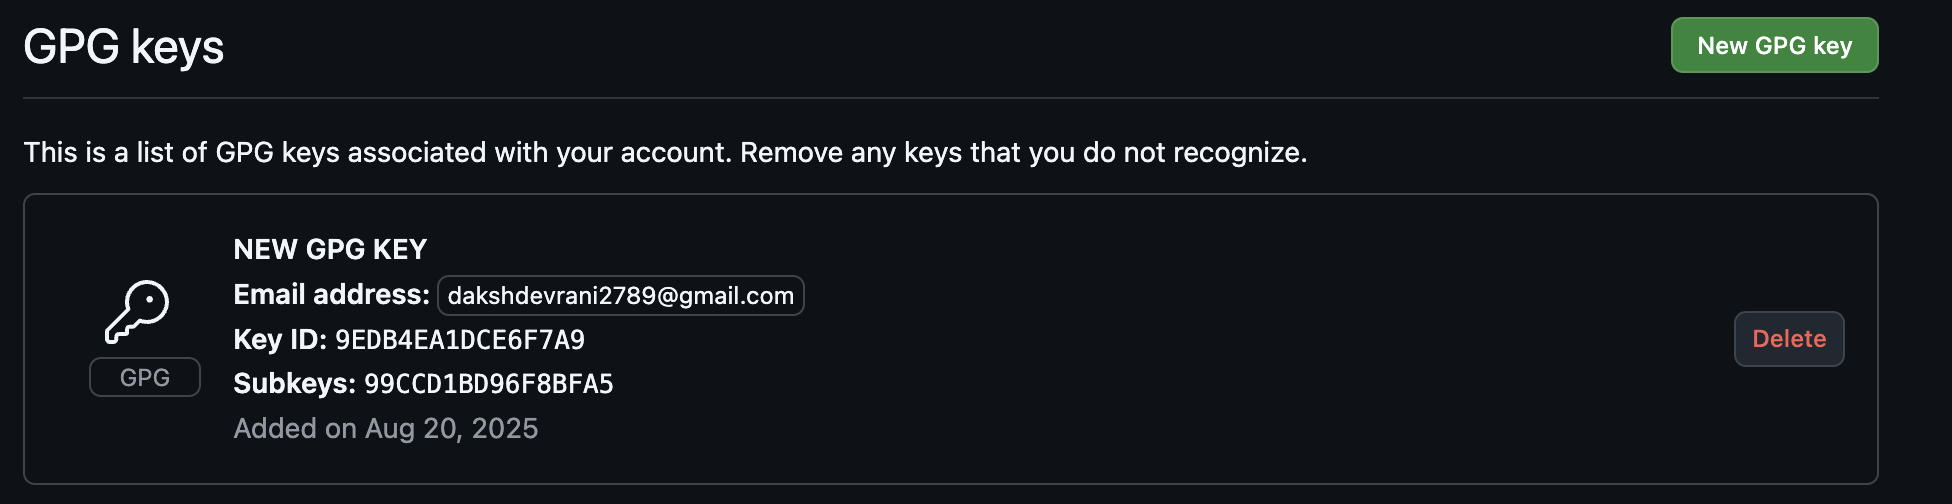 GPG keys
New GPG key
This is a list of GPG keys associated with your account. Remove any keys that you do not recognize.
NEW GPG KEY
Email address: dakshdevrani2789@gmail.com
Key ID: 9EDB4EA1DCE6F7A9
GPG
Subkeys: 99CCD1BD96F8BFA5
Added on Aug 20, 2025
Delete